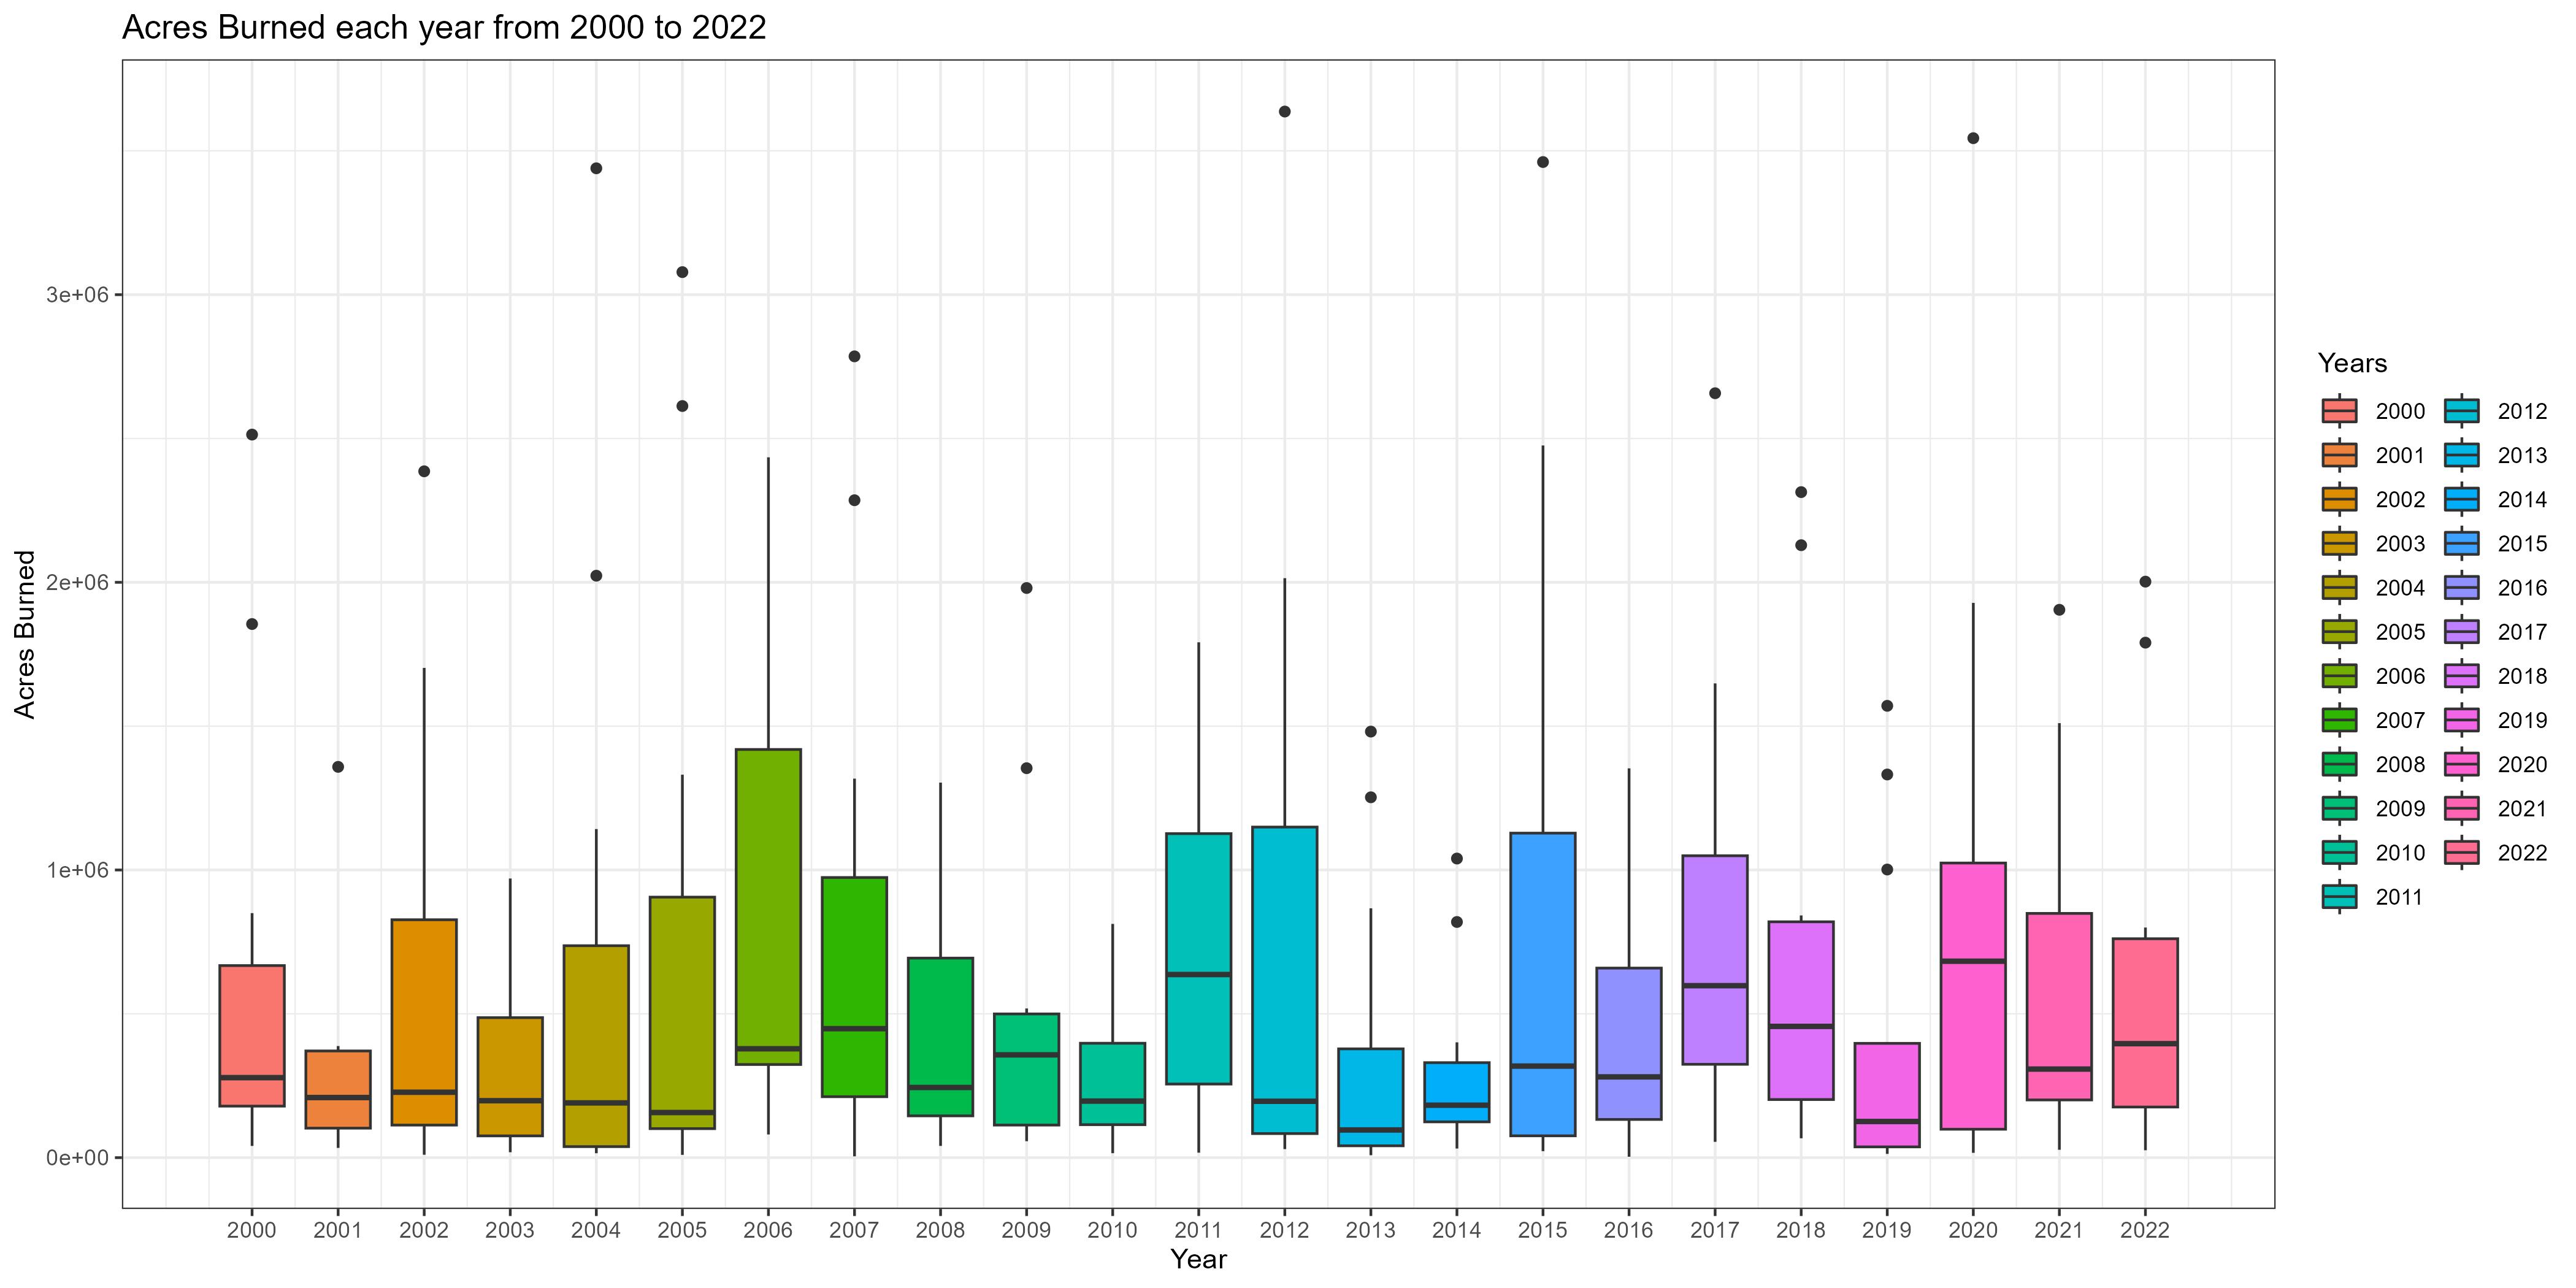 Acres Burned each year from 2000 to 2022
Acres Burned
3e+06
2e+06
1e+06
0e+00
2000 2001 2002 2003 2004 2005 2006 2007 2008 2009 2010 2011 2012 2013 2014 2015 2016 2017 2018 2019 2020 2021 2022
Year
Years
2000 2012
2001 2013
2002 2014
2003 2015
2004 2016
2005 2017
2006 2018
2007 2019
2008 2020
2009 2021
2010 2022
2011